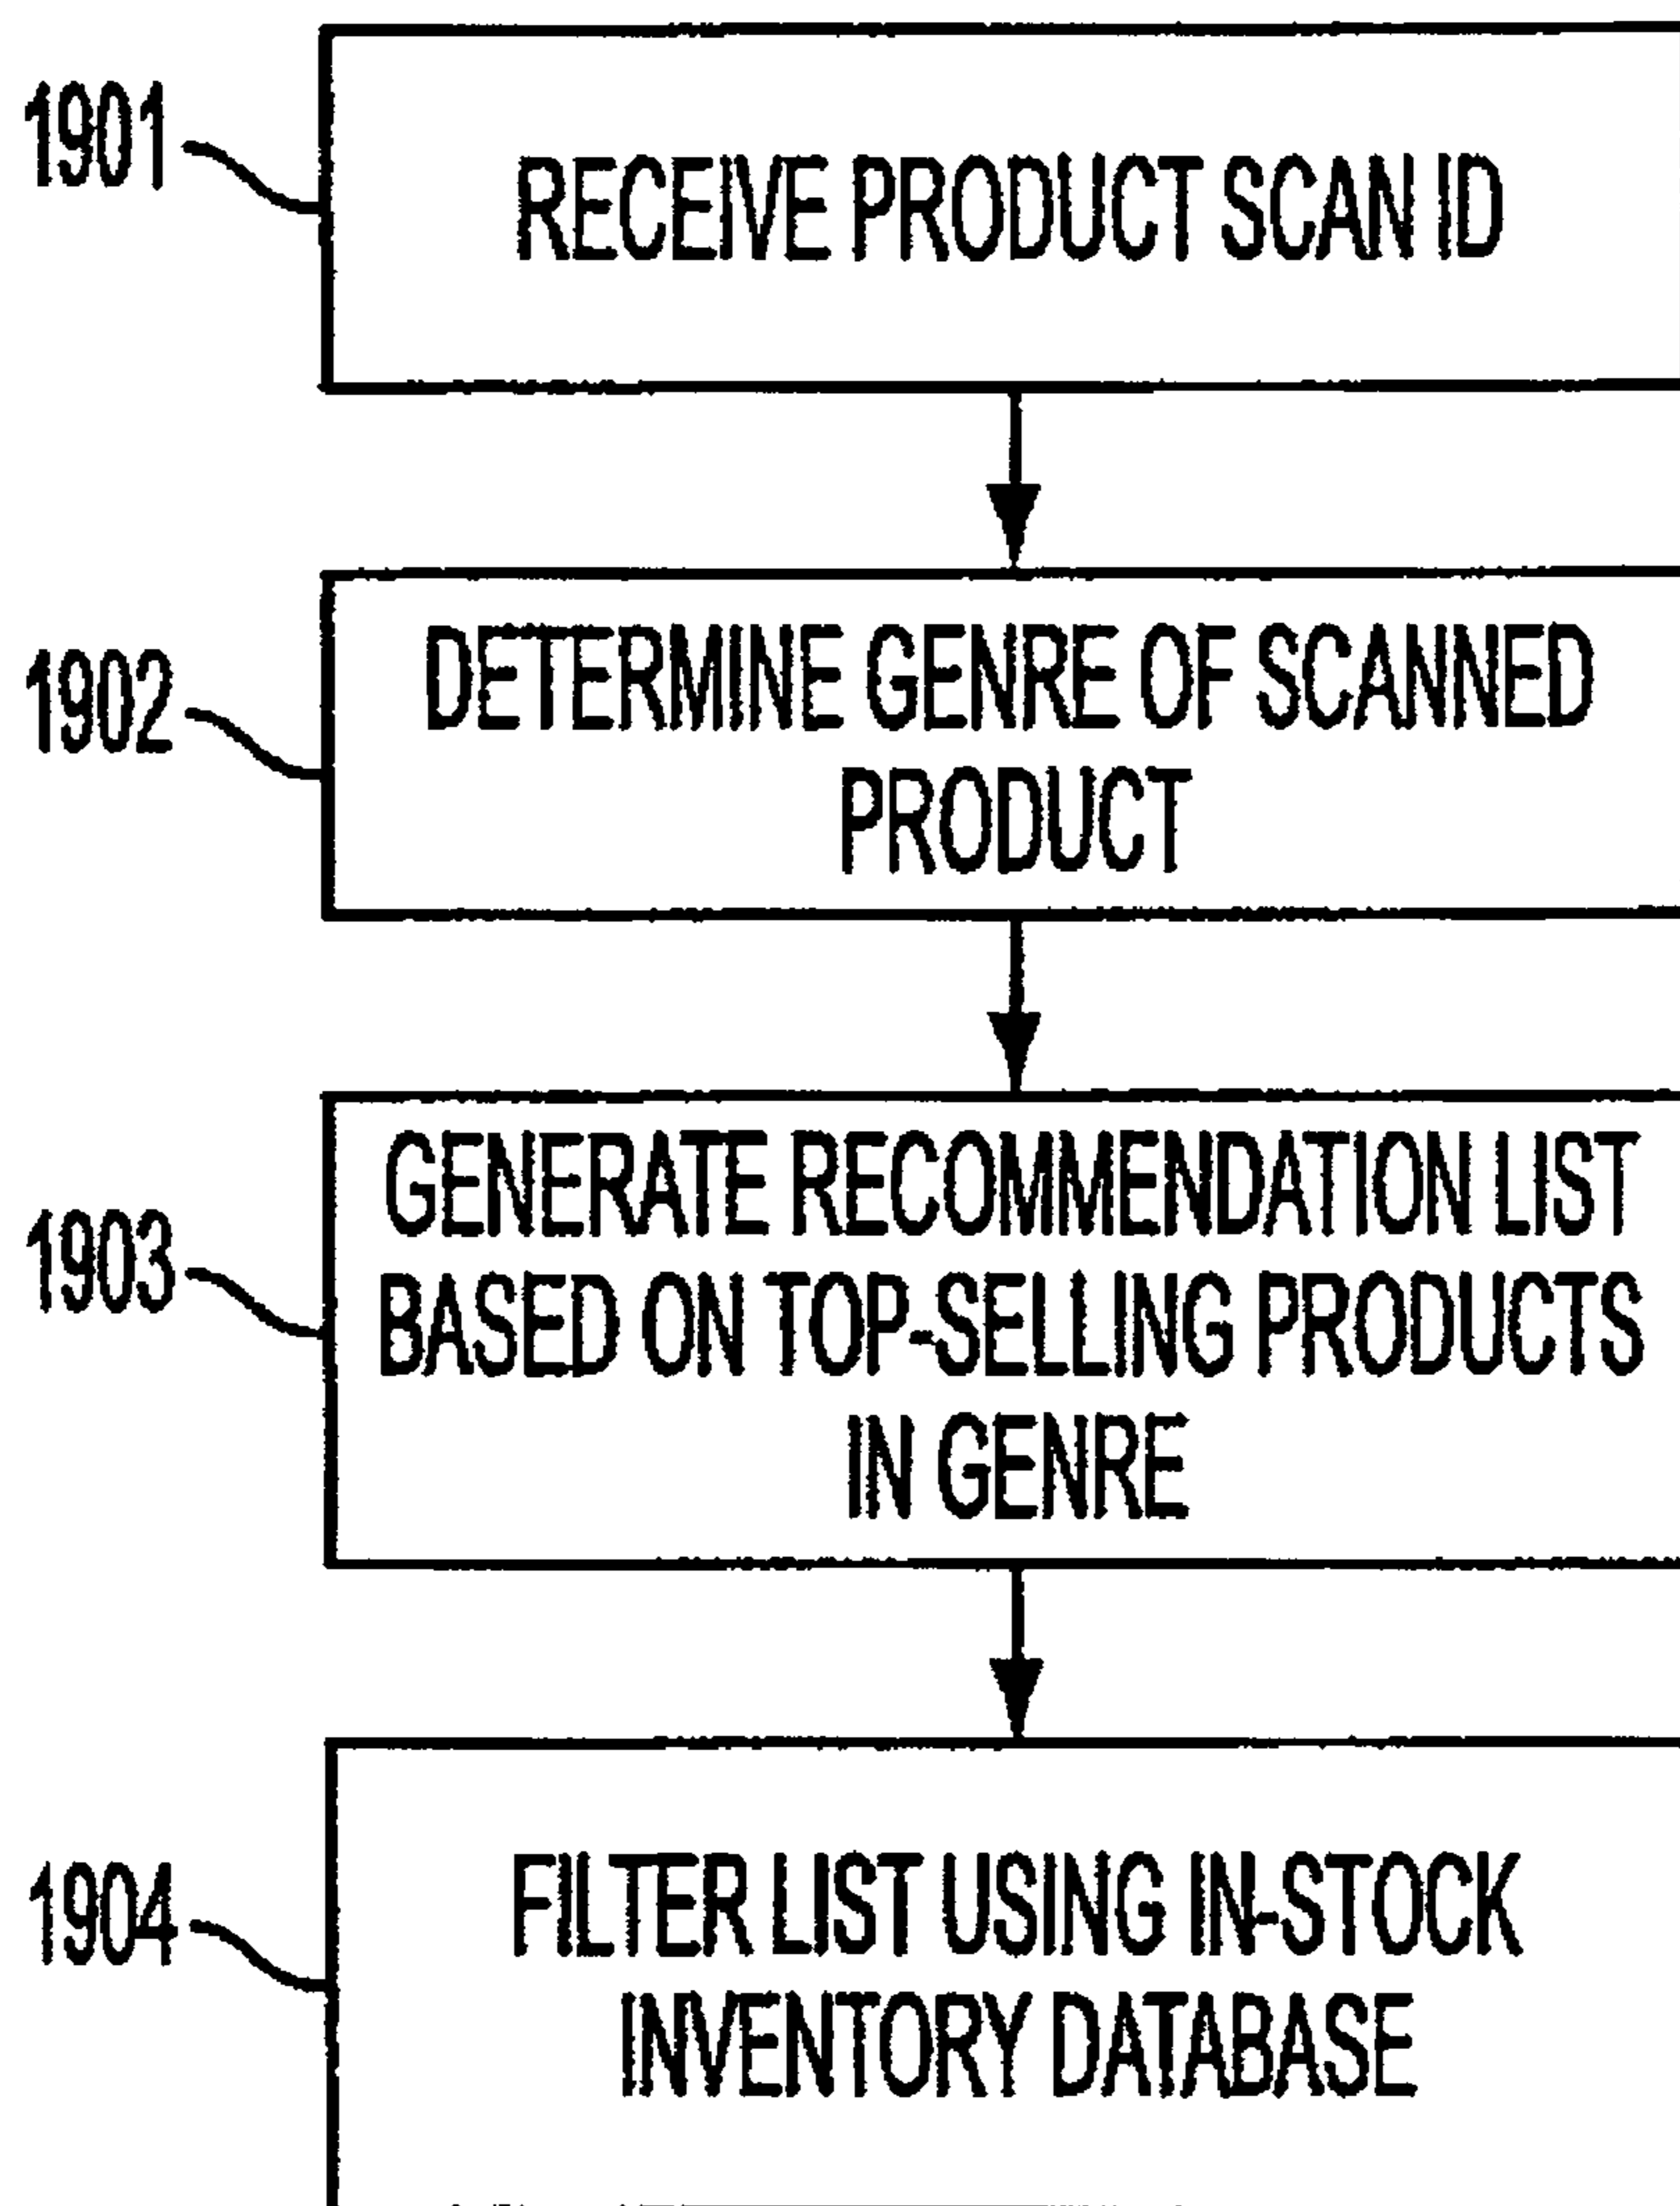 1901
RECEIVE PRODUCT SCAN ID
1902
DETERMINE GENRE OF SCANNED
PRODUCT
1903
GENERATE RECOMMENDATION LIST
BASED ON TOP-SELLING PRODUCTS
IN GENRE
1904
FILTER LIST USING IN-STOCK
INVENTORY DATABASE